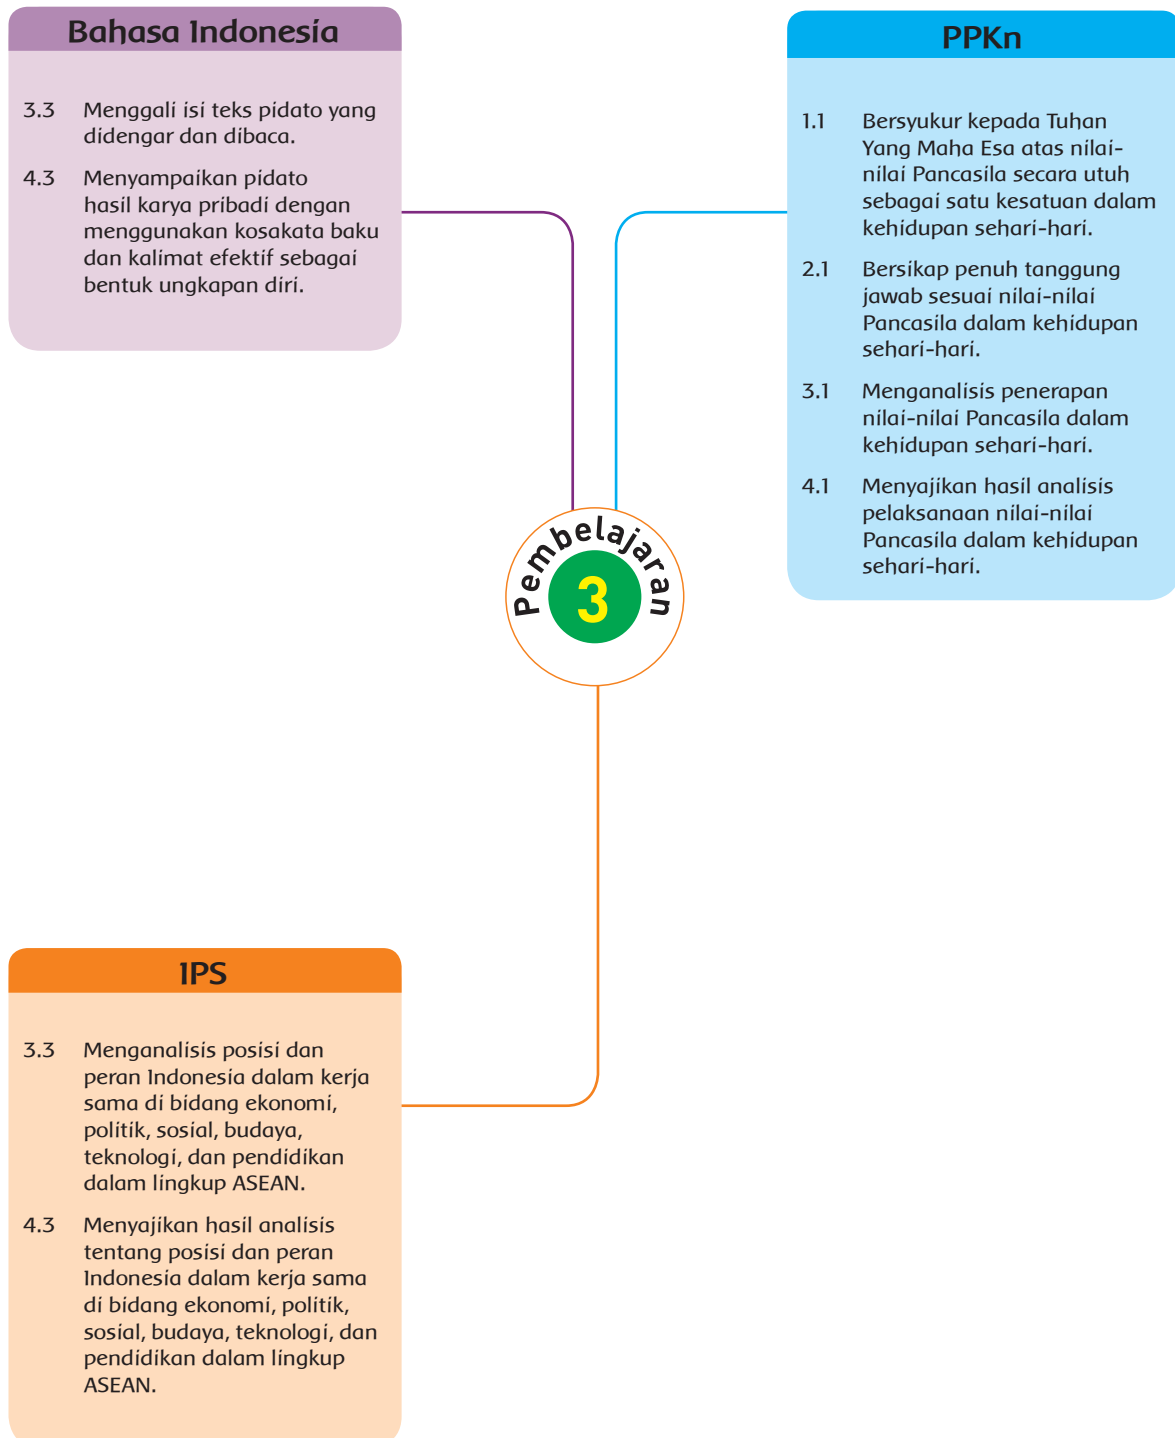 Bahasa Indonesia
3.3 Menggali isi teks pidato yang
didengar dan dibaca.
4.3 Menyampaikan pidato
hasil karya pribadi dengan
menggunakan kosakata baku
dan kalimat efektif sebagai
bentuk ungkapan diri.
PPKn
1.1 Bersyukur kepada Tuhan
Yang Maha Esa atas nilai-
nilai Pancasila secara utuh
sebagai satu kesatuan dalam
kehidupan sehari-hari.
2.1 Bersikap penuh tanggung
jawab sesuai nilai-nilai
Pancasila dalam kehidupan
sehari-hari.
3.1 Menganalisis penerapan
nilai-nilai Pancasila dalam
kehidupan sehari-hari.
4.1 Menyajikan hasil analisis
pelaksanaan nilai-nilai
Pancasila dalam kehidupan
sehari-hari.
Pembelajaran
3
IPS
3.3 Menganalisis posisi dan
peran Indonesia dalam kerja
sama di bidang ekonomi,
politik, sosial, budaya,
teknologi, dan pendidikan
dalam lingkup ASEAN.
4.3 Menyajikan hasil analisis
tentang posisi dan peran
Indonesia dalam kerja sama
di bidang ekonomi, politik,
sosial, budaya, teknologi, dan
pendidikan dalam lingkup
ASEAN.